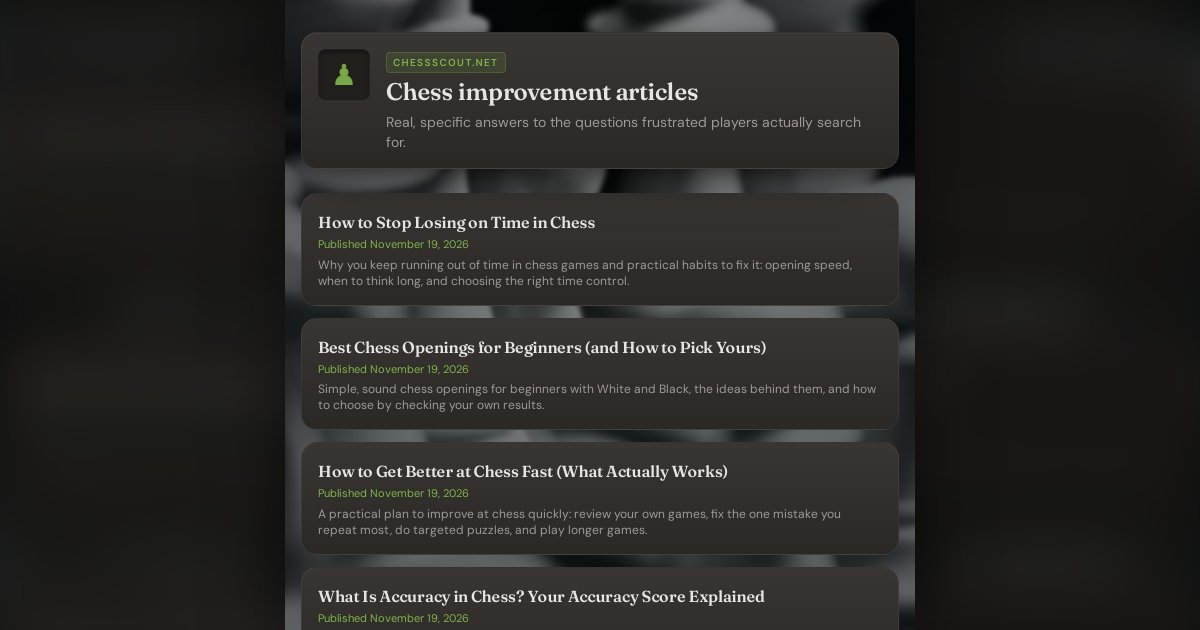 CHESSSCOUT.NET
Chess improvement articles
Real, specific answers to the questions frustrated players actually search
for.
How to Stop Losing on Time in Chess
Published November 19, 2026
Why you keep running out of time in chess games and practical habits to fix it: opening speed,
when to think long, and choosing the right time control.
Best Chess Openings for Beginners (and How to Pick Yours)
Published November 19, 2026
Simple, sound chess openings for beginners with White and Black, the ideas behind them, and how
to choose by checking your own results.
How to Get Better at Chess Fast (What Actually Works)
Published November 19, 2026
A practical plan to improve at chess quickly: review your own games, fix the one mistake you
repeat most, do targeted puzzles, and play longer games.
What Is Accuracy in Chess? Your Accuracy Score Explained
Published November 19, 2026